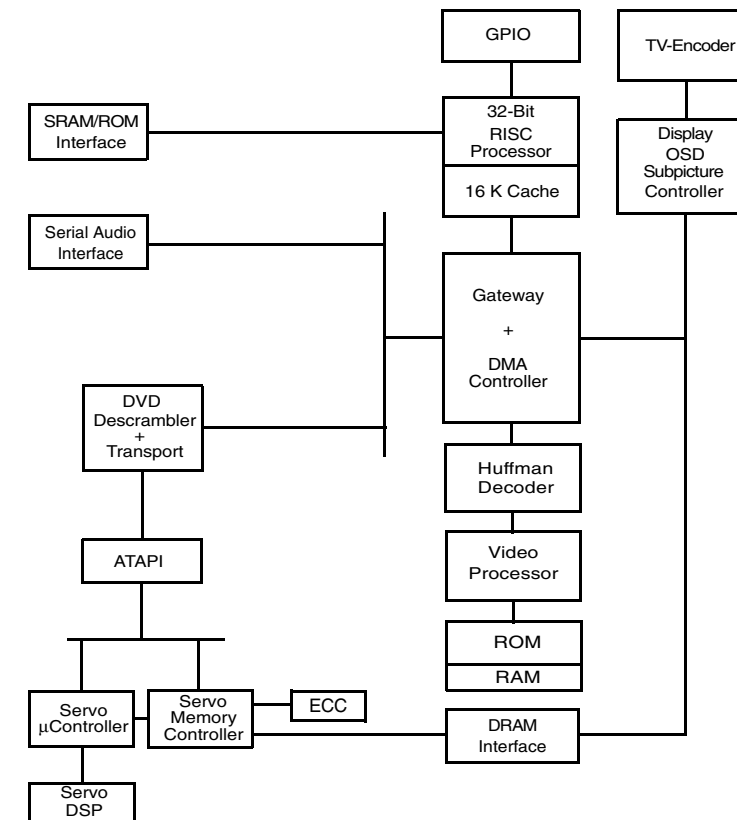 GPIO
TV-Encoder
SRAM/ROM
Interface
32-Bit
RISC
Processor
16 K Cache
Display
OSD
Subpicture
Controller
Serial Audio
Interface
Gateway
+
DMA
Controller
DVD
Descrambler
+
Transport
Huffman
Decoder
ATAPI
Video
Processor
ROM
RAM
Servo
µController
Servo
Memory
Controller
ECC
DRAM
Interface
Servo
DSP